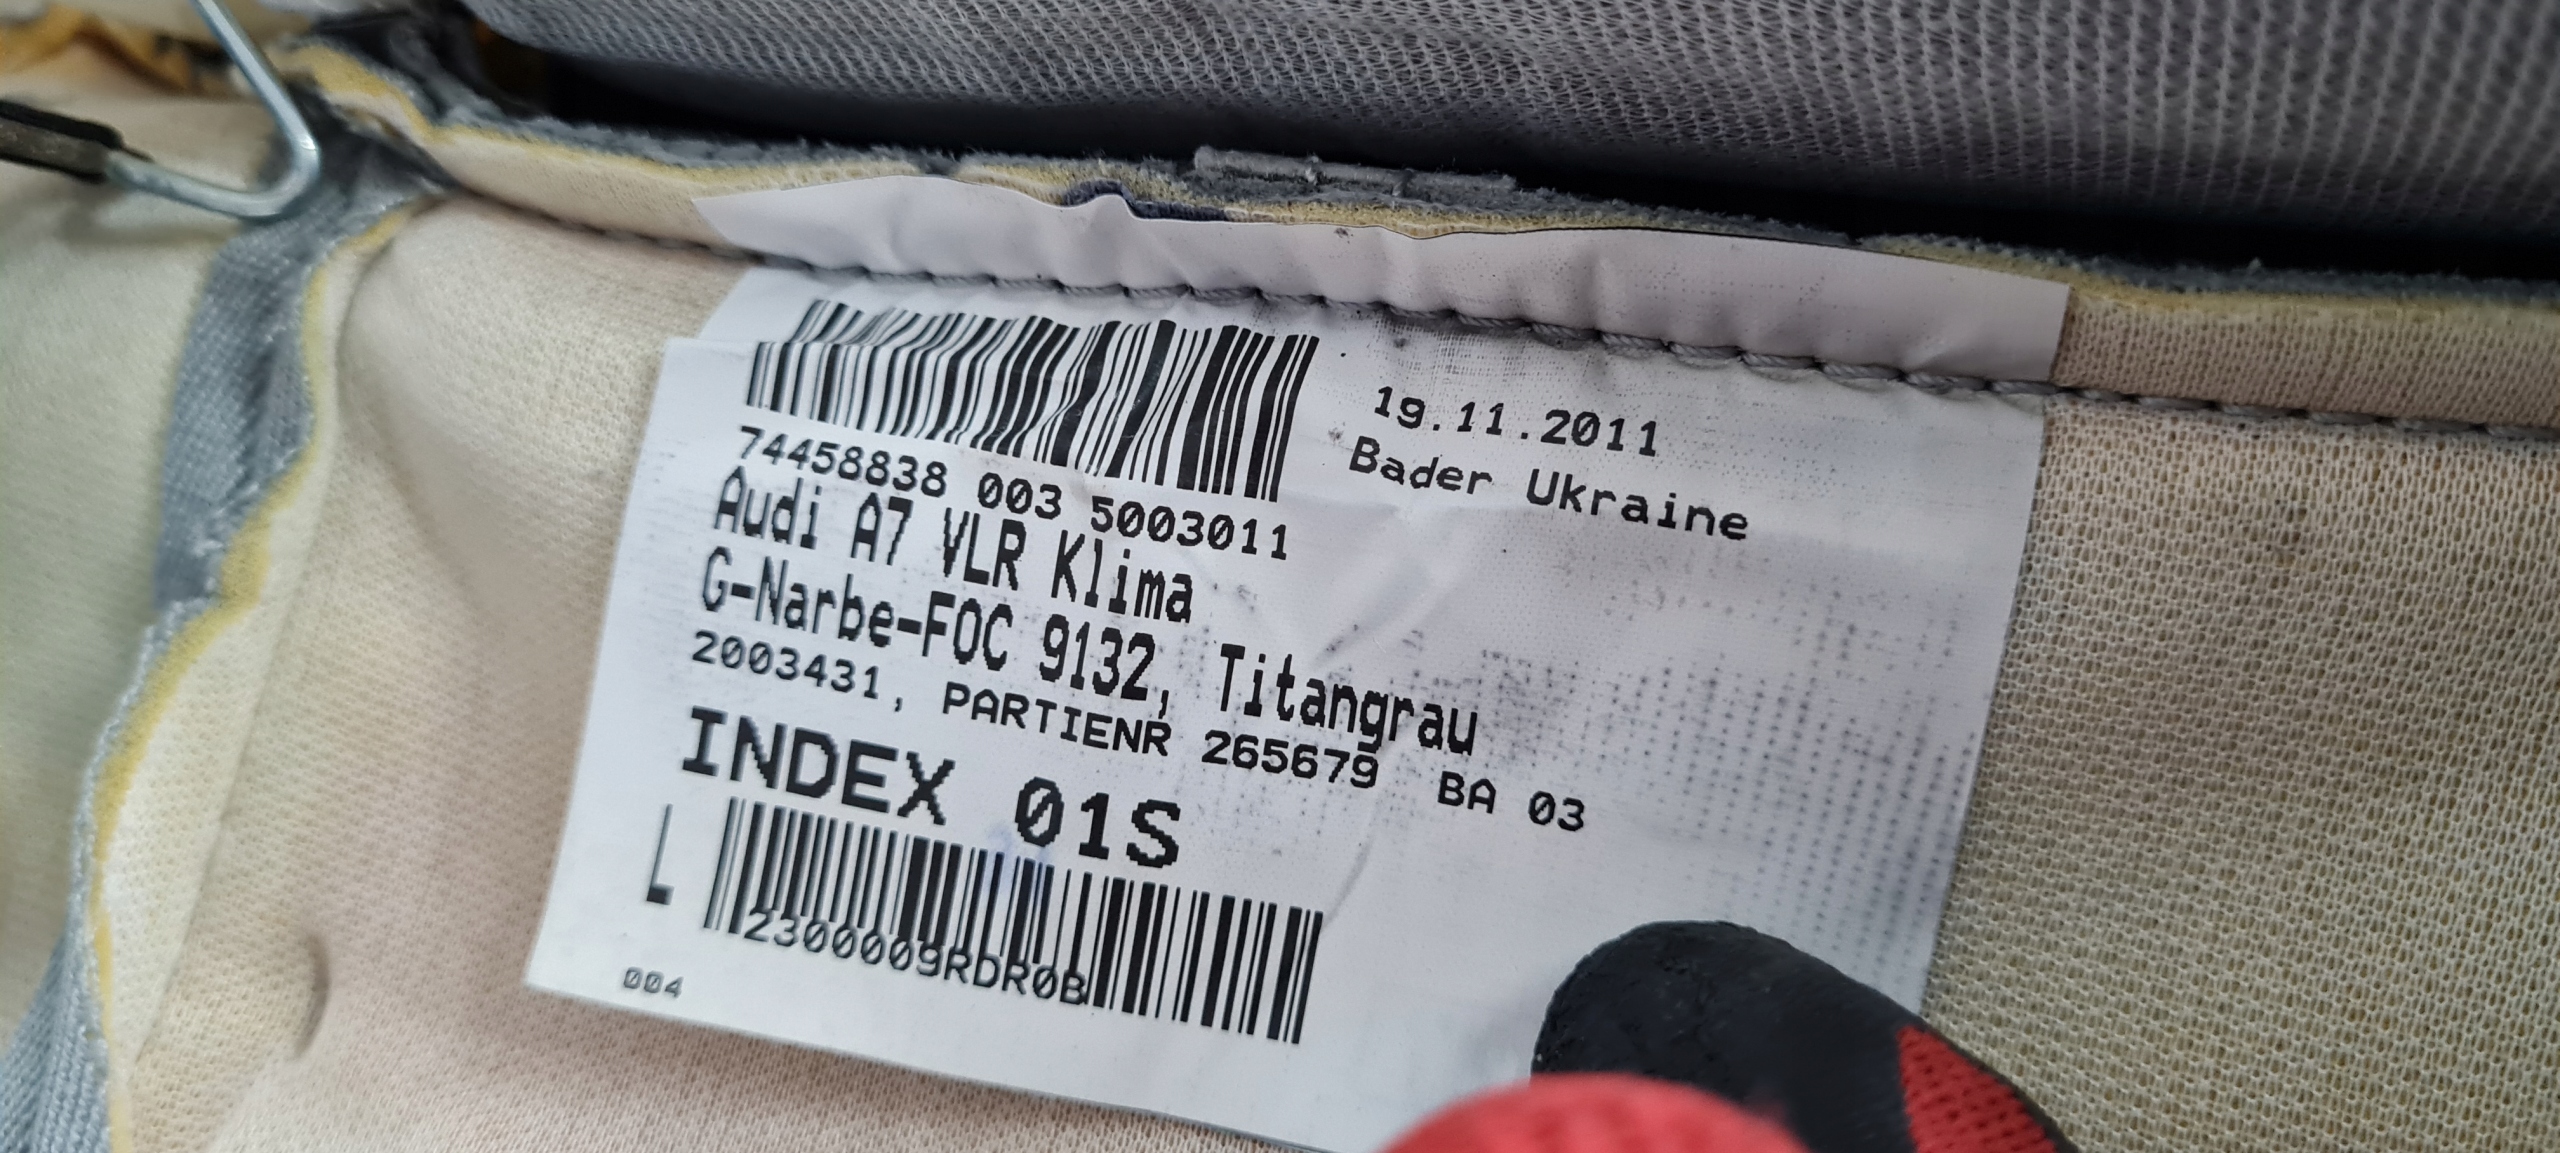 19.11.2011
Bader Ukraine
74458838 003 5003011
Audi A7 VLR Klima
G-Narbe-FOC 9132, Titangrau
2003431, PARTIENR 265679 BA 03
INDEX 01S
L
2300009RDR0B
004